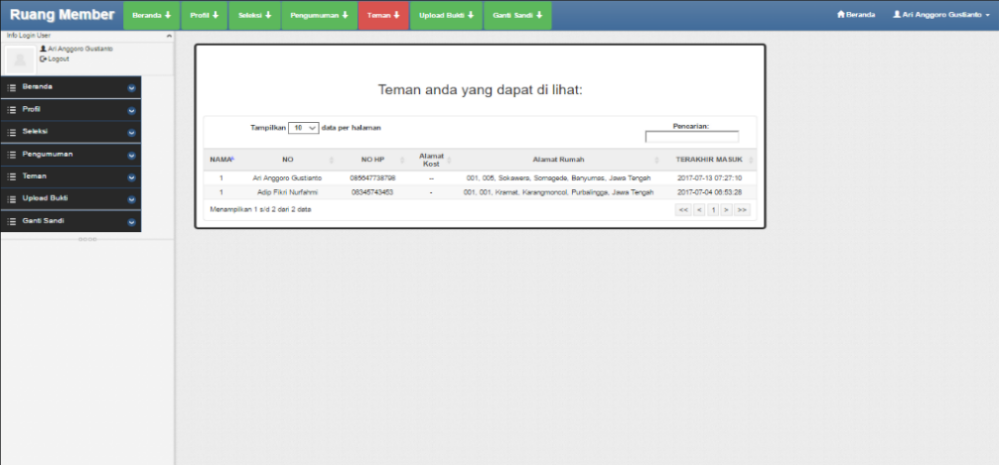 Ruang Member Beranda Profil Seleksi Pengumuman Teman Upload Bukti Ganti Sandi Beranda Ari Anggoro Gustianto
Info Login User
Ari Anggoro Gustianto
Logout
Beranda
Profil
Seleksi
Pengumuman
Teman
Upload Bukti
Ganti Sandi
Teman anda yang dapat di lihat:
Tampilkan 10 data per halaman
Pencarian:
NAMA NO NO HP Alamat Kost Alamat Rumah TERAKHIR MASUK
1 Ari Anggoro Gustianto 085647738798 -- 001, 006, Sokawera, Somagede, Banyumas, Jawa Tengah 2017-07-13 07:27:10
1 Adip Fikri Nurfahmi 08345743453 - 001, 001, Kramat, Karangmoncol, Purbalingga, Jawa Tengah 2017-07-04 06:53:28
Menampilkan 1 s/d 2 dari 2 data
<< < 1 > >>